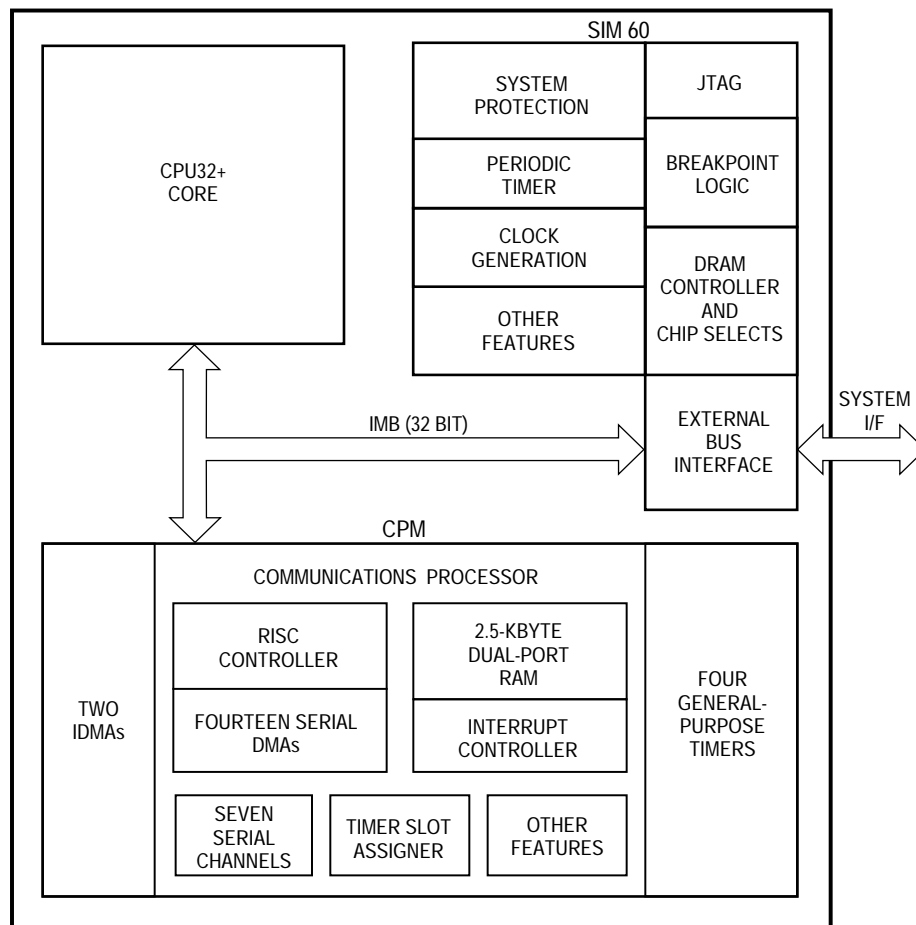 SIM 60
CPU32+
CORE
SYSTEM
PROTECTION
JTAG
PERIODIC
TIMER
BREAKPOINT
LOGIC
CLOCK
GENERATION
DRAM
CONTROLLER
AND
CHIP SELECTS
OTHER
FEATURES
IMB (32 BIT)
EXTERNAL
BUS
INTERFACE
SYSTEM
I/F
CPM
TWO
IDMAs
COMMUNICATIONS PROCESSOR
RISC
CONTROLLER
2.5-KBYTE
DUAL-PORT
RAM
FOURTEEN SERIAL
DMAs
INTERRUPT
CONTROLLER
SEVEN
SERIAL
CHANNELS
TIMER SLOT
ASSIGNER
OTHER
FEATURES
FOUR
GENERAL-
PURPOSE
TIMERS